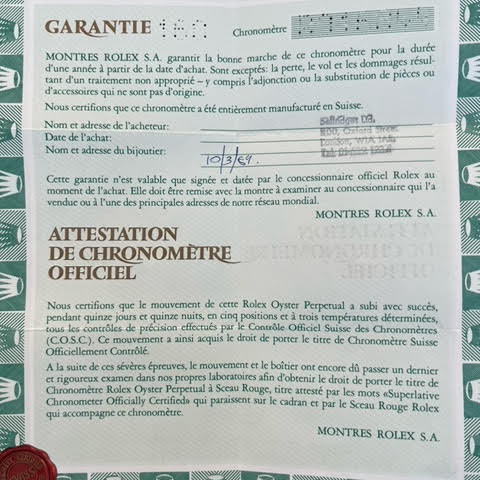 GARANTIE
Chronomètre
MONTRES ROLEX S.A. garantit la bonne marche de ce chronomètre pour la durée
d'une année à partir de la date d'achat. Sont exceptés: la perte, le vol et les dommages résul-
tant d'un traitement non approprié – y compris l'adjonction ou la substitution de pièces ou
d'accessoires qui ne sont pas d'origine.
Nous certifions que ce chronomètre a été entièrement manufacturé en Suisse.
Nom et adresse de l'acheteur:
Date de l'achat:
Nom et adresse du bijoutier:
Selfridges
400, Oxford Street
London, W1A 1AB
10/3/89.
Cette garantie n'est valable que signée et datée par le concessionnaire officiel Rolex au
moment de l'achat. Elle doit être remise avec la montre à examiner au concessionnaire qui l'a
vendue ou à l'une des principales adresses de notre réseau mondial.
MONTRES ROLEX S.A.
ATTESTATION
DE CHRONOMÈTRE
OFFICIEL
Nous certifions que le mouvement de cette Rolex Oyster Perpetual a subi avec succès,
pendant quinze jours et quinze nuits, en cinq positions et à trois températures déterminées,
tous les contrôles de précision effectués par le Contrôle Officiel Suisse des Chronomètres
(C.O.S.C.). Ce mouvement a ainsi acquis le droit de porter le titre de Chronomètre Suisse
Officiellement Contrôlé.
A la suite de ces sévères épreuves, le mouvement et le boîtier ont encore dû passer un dernier
et rigoureux examen dans nos propres laboratoires afin d'obtenir le droit de porter le titre de
Chronomètre Rolex Oyster Perpetual à Sceau Rouge, titre attesté par les mots «Superlative
Chronometer Officially Certified» qui paraissent sur le cadran et par le Sceau Rouge Rolex
qui accompagne ce chronomètre.
MONTRES ROLEX S.A.